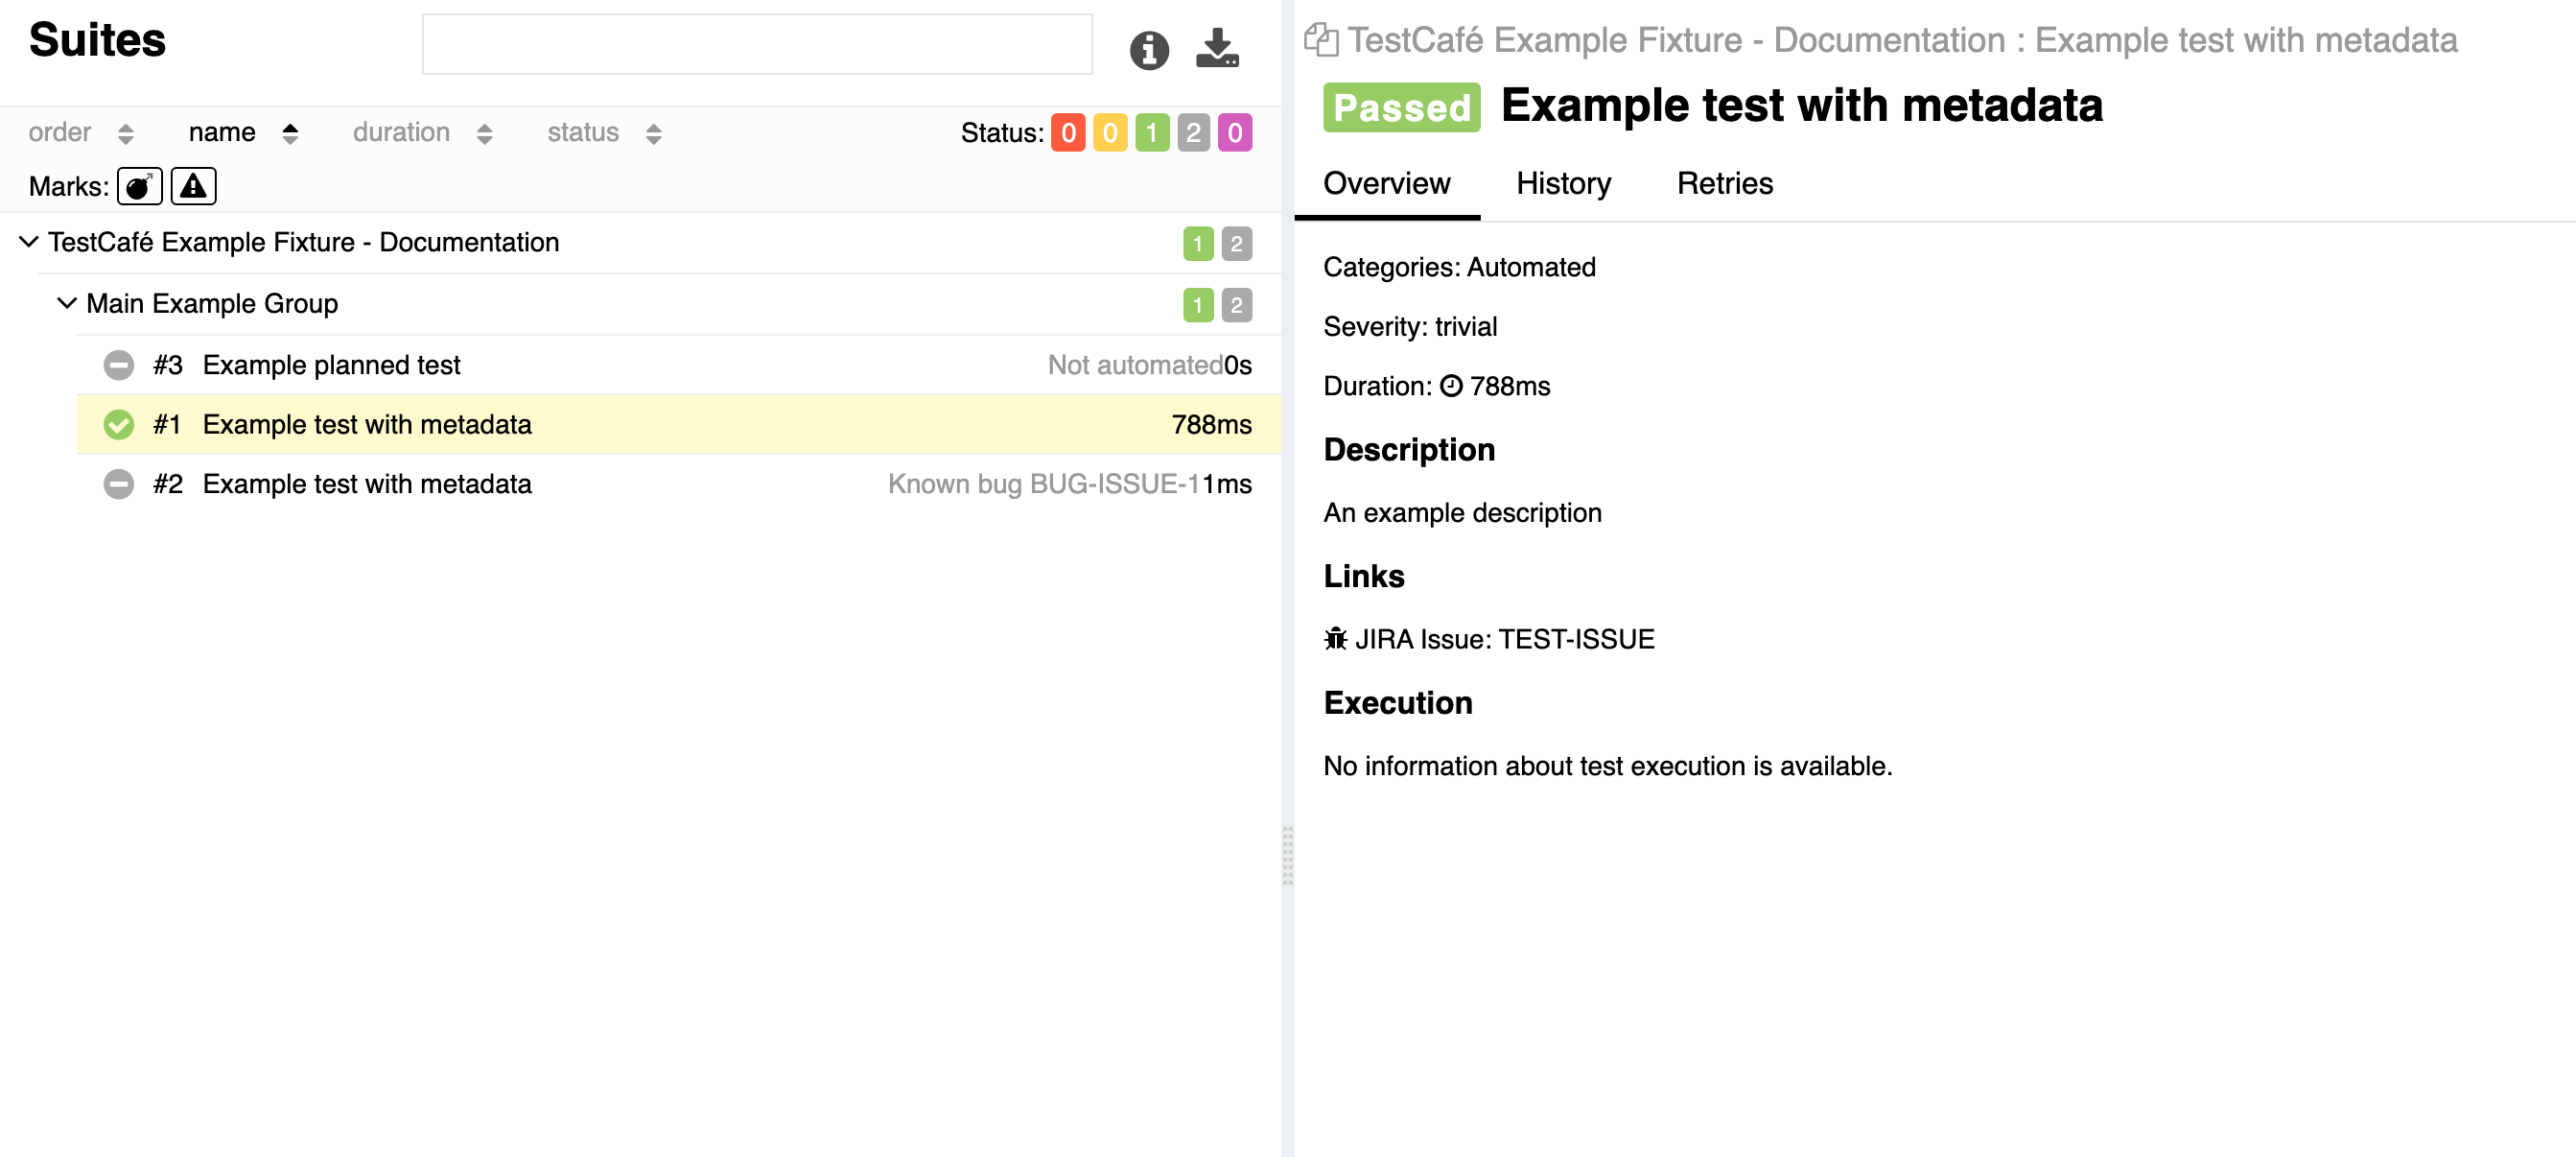 Suites
order name duration status Status: 0 0 1 2 0
Marks:
TestCafé Example Fixture - Documentation 1 2
Main Example Group 1 2
#3 Example planned test Not automated0s
#1 Example test with metadata 788ms
#2 Example test with metadata Known bug BUG-ISSUE-11ms
TestCafé Example Fixture - Documentation : Example test with metadata
Passed Example test with metadata
Overview History Retries
Categories: Automated
Severity: trivial
Duration: 788ms
Description
An example description
Links
JIRA Issue: TEST-ISSUE
Execution
No information about test execution is available.